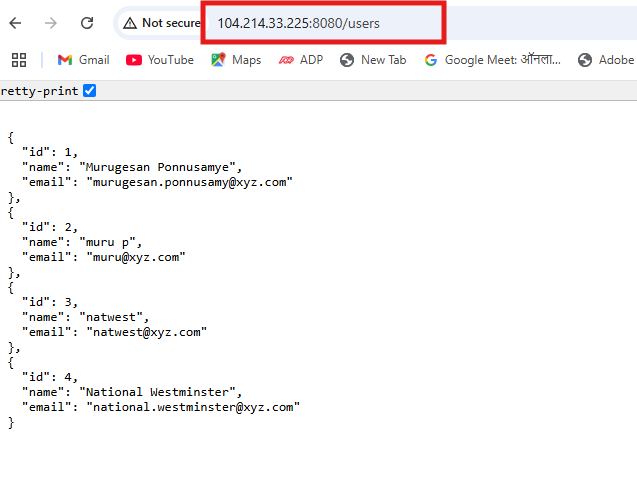 Not secure 104.214.33.225:8080/users
Gmail YouTube Maps ADP New Tab Google Meet: ऑनला... Adobe
retty-print
{
"id": 1,
"name": "Murugesan Ponnusamye",
"email": "murugesan.ponnusamy@xyz.com"
},
{
"id": 2,
"name": "muru p",
"email": "muru@xyz.com"
},
{
"id": 3,
"name": "natwest",
"email": "natwest@xyz.com"
},
{
"id": 4,
"name": "National Westminster",
"email": "national.westminster@xyz.com"
}